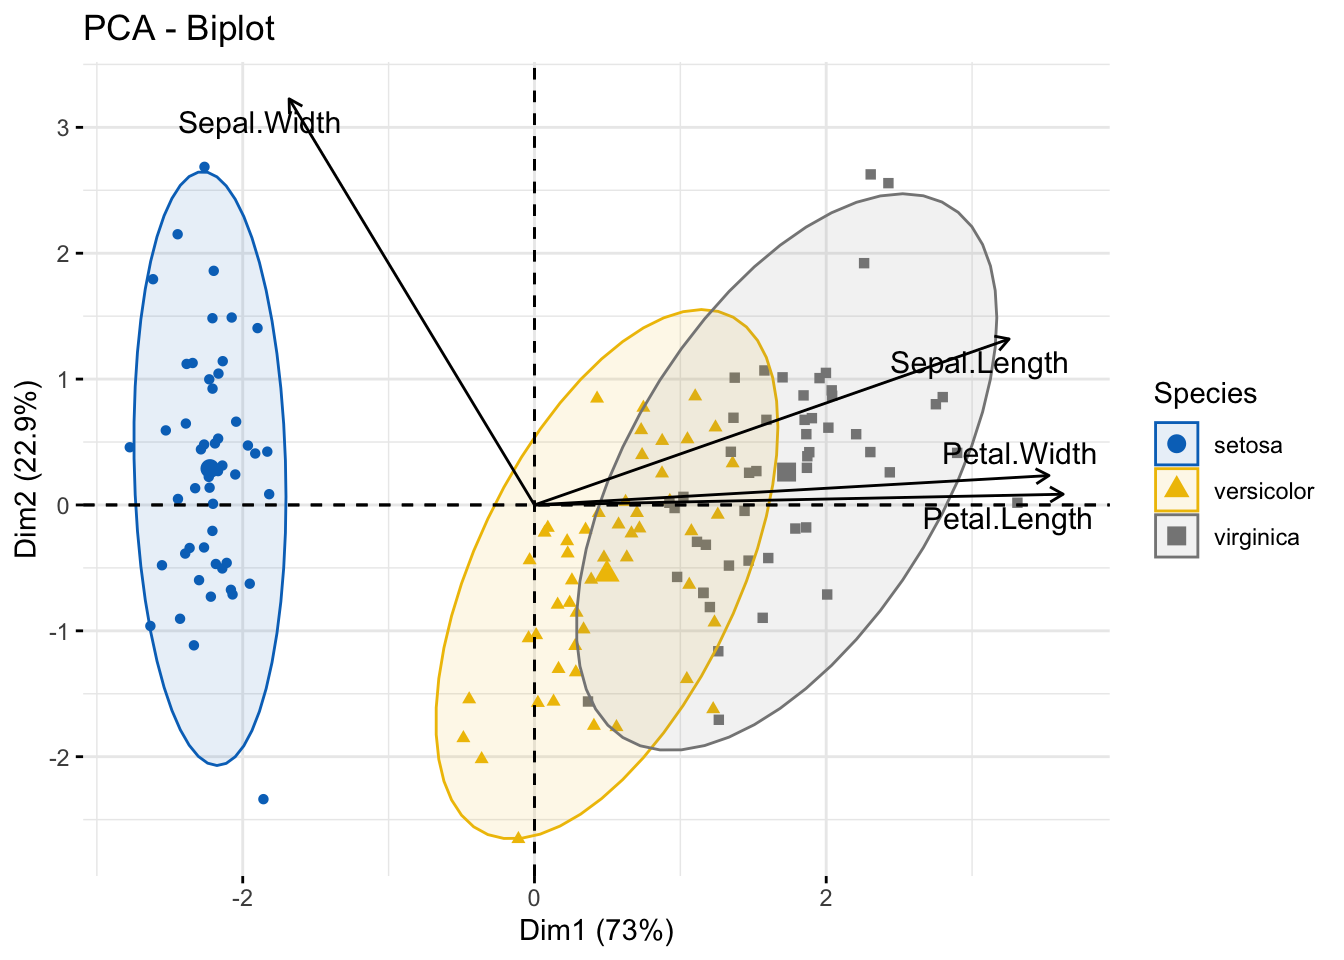 PCA - Biplot
Sepal.Width
Sepal.Length
Petal.Width
Petal.Length
3
2
1
0
-1
-2
Dim2 (22.9%)
-2
0
2
Dim1 (73%)
Species
setosa
versicolor
virginica